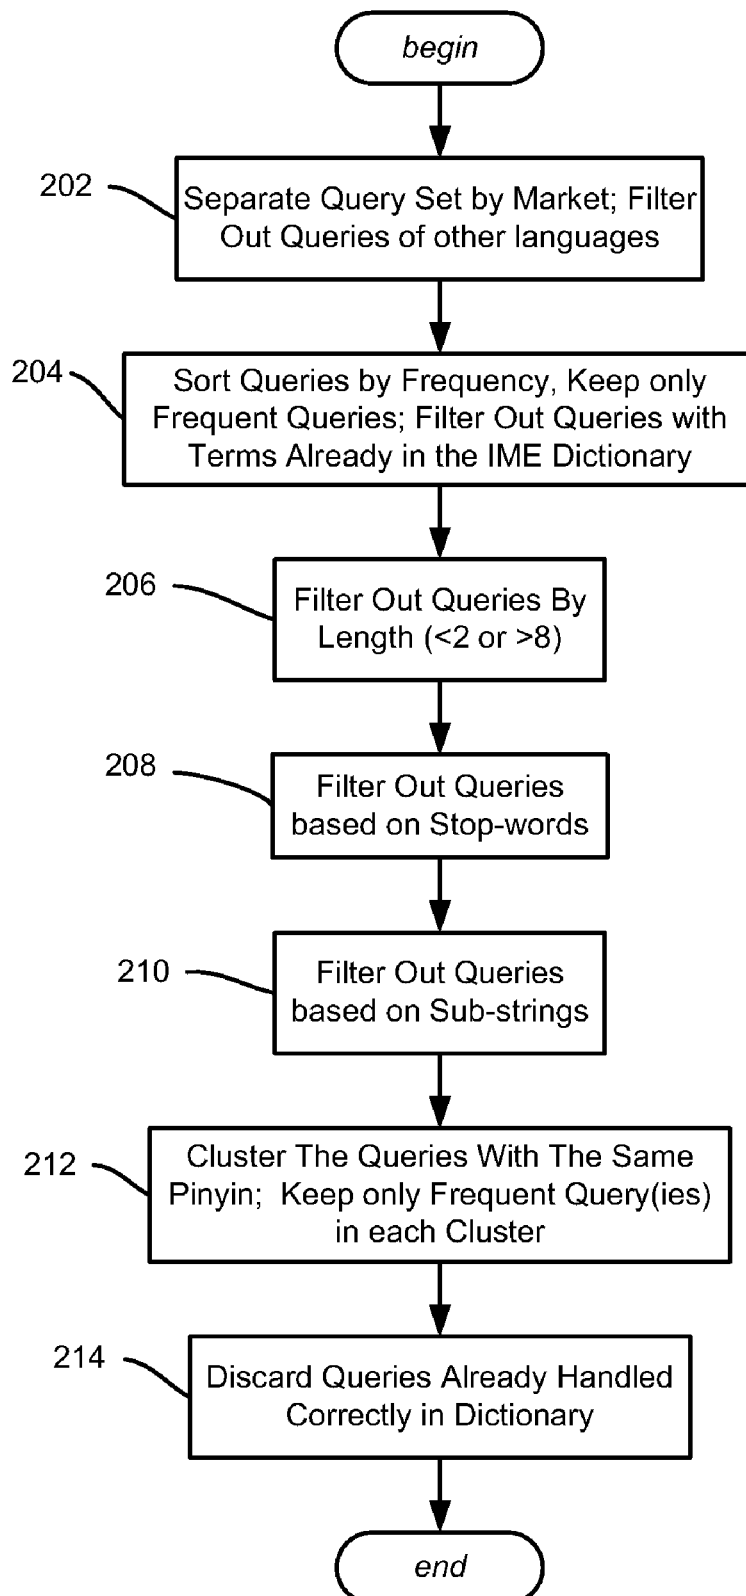 begin
202
Separate Query Set by Market; Filter
Out Queries of other languages
204
Sort Queries by Frequency, Keep only
Frequent Queries; Filter Out Queries with
Terms Already in the IME Dictionary
206
Filter Out Queries By
Length (<2 or >8)
208
Filter Out Queries
based on Stop-words
210
Filter Out Queries
based on Sub-strings
212
Cluster The Queries With The Same
Pinyin;  Keep only Frequent Query(ies)
in each Cluster
214
Discard Queries Already Handled
Correctly in Dictionary
end